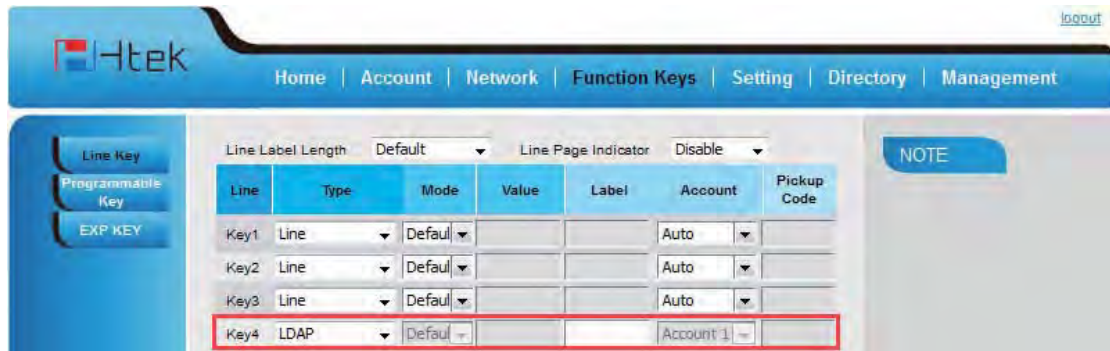 logout
Htek
Home | Account | Network | Function Keys | Setting | Directory | Management
Line Key
Programmable Key
EXP KEY
Line Label Length Default Line Page Indicator Disable
NOTE
Line Type Mode Value Label Account Pickup Code
Key1 Line Defaul Auto
Key2 Line Defaul Auto
Key3 Line Defaul Auto
Key4 LDAP Defaul Account 1